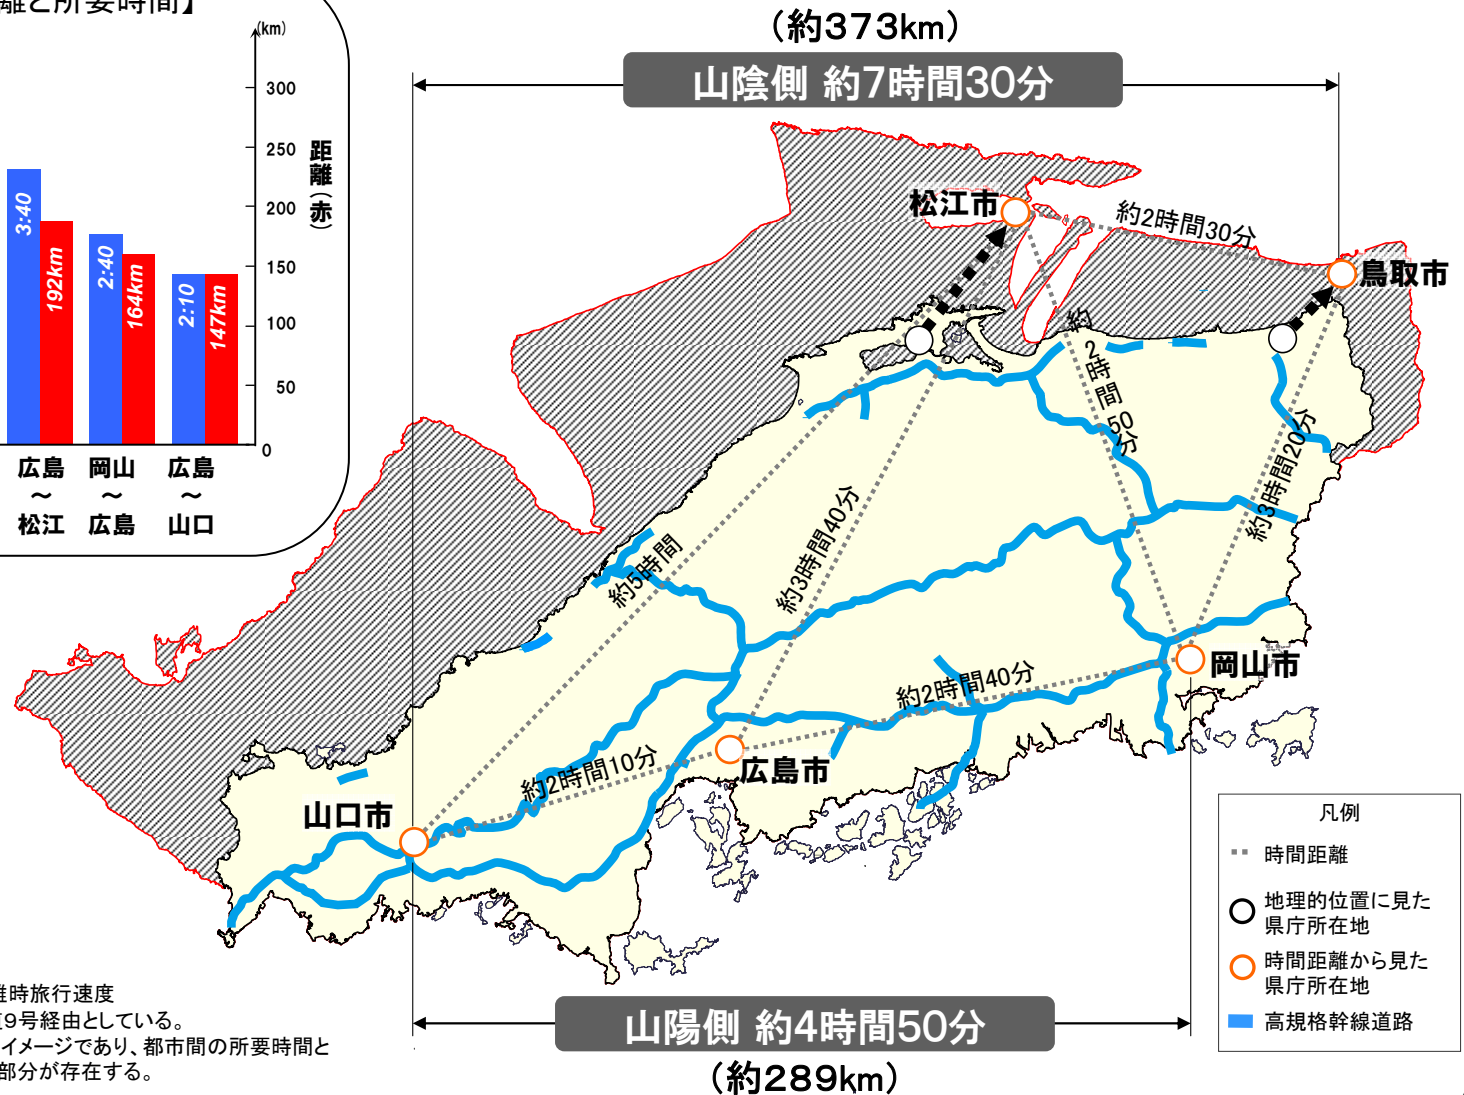 離と所要時間】
(km)
300
250
200
150
100
50
0
距離（赤）
3:40
192km
2:40
164km
2:10
147km
広島
～
松江
岡山
～
広島
広島
～
山口
（約373km）
山陰側 約7時間30分
松江市
約2時間30分
鳥取市
約2時間50分
約3時間20分
約3時間40分
約5時間
約2時間40分
岡山市
約2時間10分
広島市
山口市
凡例
時間距離
地理的位置に見た
県庁所在地
時間距離から見た
県庁所在地
高規格幹線道路
山陽側 約4時間50分
（約289km）
時旅行速度
9号経由としている。
イメージであり、都市間の所要時間と
部分が存在する。